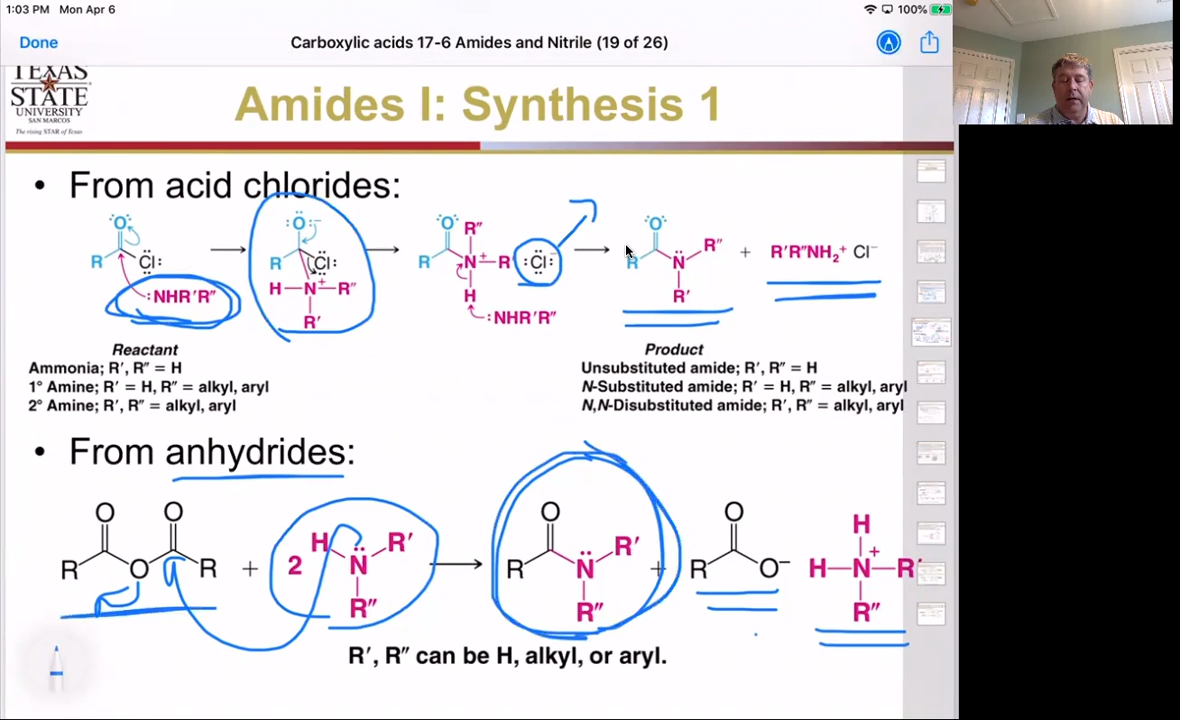 1:03 PM Mon Apr 6
100%
Done
Carboxylic acids 17-6 Amides and Nitrile (19 of 26)
TEXAS
STATE
UNIVERSITY
SAN MARCOS
The rising STAR of Texas
Amides I: Synthesis 1
• From acid chlorides:
:O: R Cl: :NHR′R″
:O:− R Cl: H—N+—R″ R′
:O: R R″ N+—R′ H :Cl:− :NHR′R″
:O: R N R″ R′ + R′R″NH2+ Cl−
Reactant
Ammonia; R′, R″ = H
1° Amine; R′ = H, R″ = alkyl, aryl
2° Amine; R′, R″ = alkyl, aryl
Product
Unsubstituted amide; R′, R″ = H
N-Substituted amide; R′ = H, R″ = alkyl, aryl
N,N-Disubstituted amide; R′, R″ = alkyl, aryl
• From anhydrides:
O O R O R + 2 H N R′ R″
O R N R′ R″ + O R O− H H—N+—R′ R″
R′, R″ can be H, alkyl, or aryl.